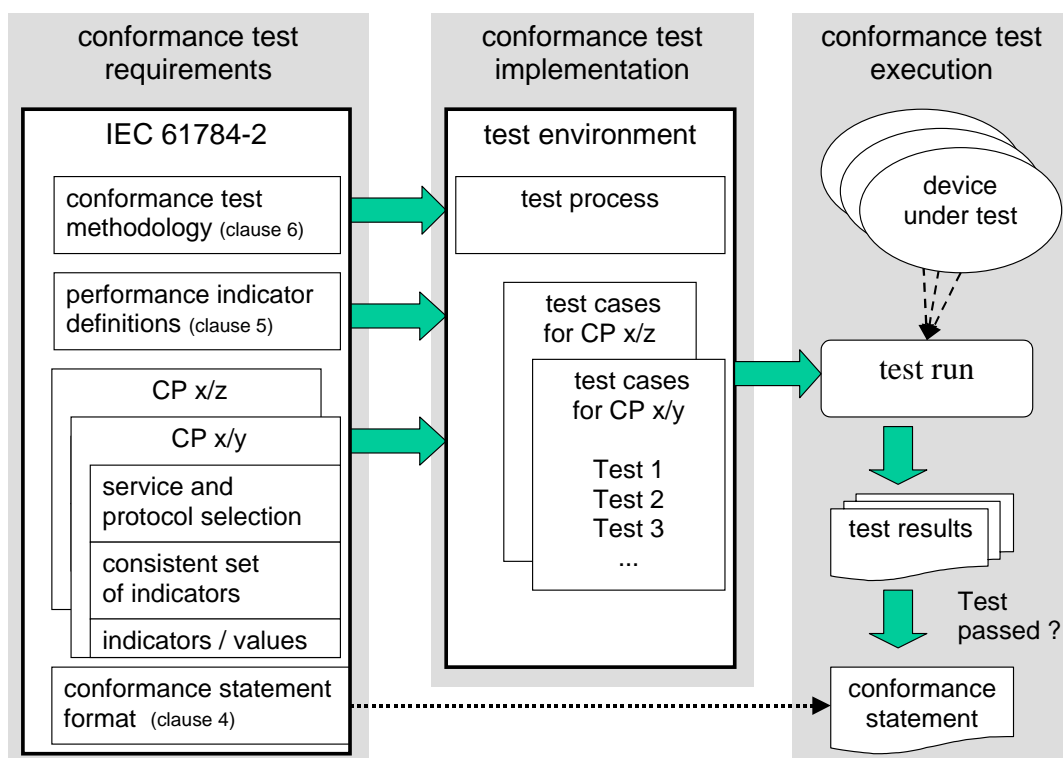 conformance test
requirements
IEC 61784-2
conformance test
methodology (clause 6)
performance indicator
definitions (clause 5)
CP x/z
CP x/y
service and
protocol selection
consistent set
of indicators
indicators / values
conformance statement
format (clause 4)
conformance test
implementation
test environment
test process
test cases
for CP x/z
test cases
for CP x/y
Test 1
Test 2
Test 3
...
conformance test
execution
device
under test
test run
test results
Test
passed ?
conformance
statement